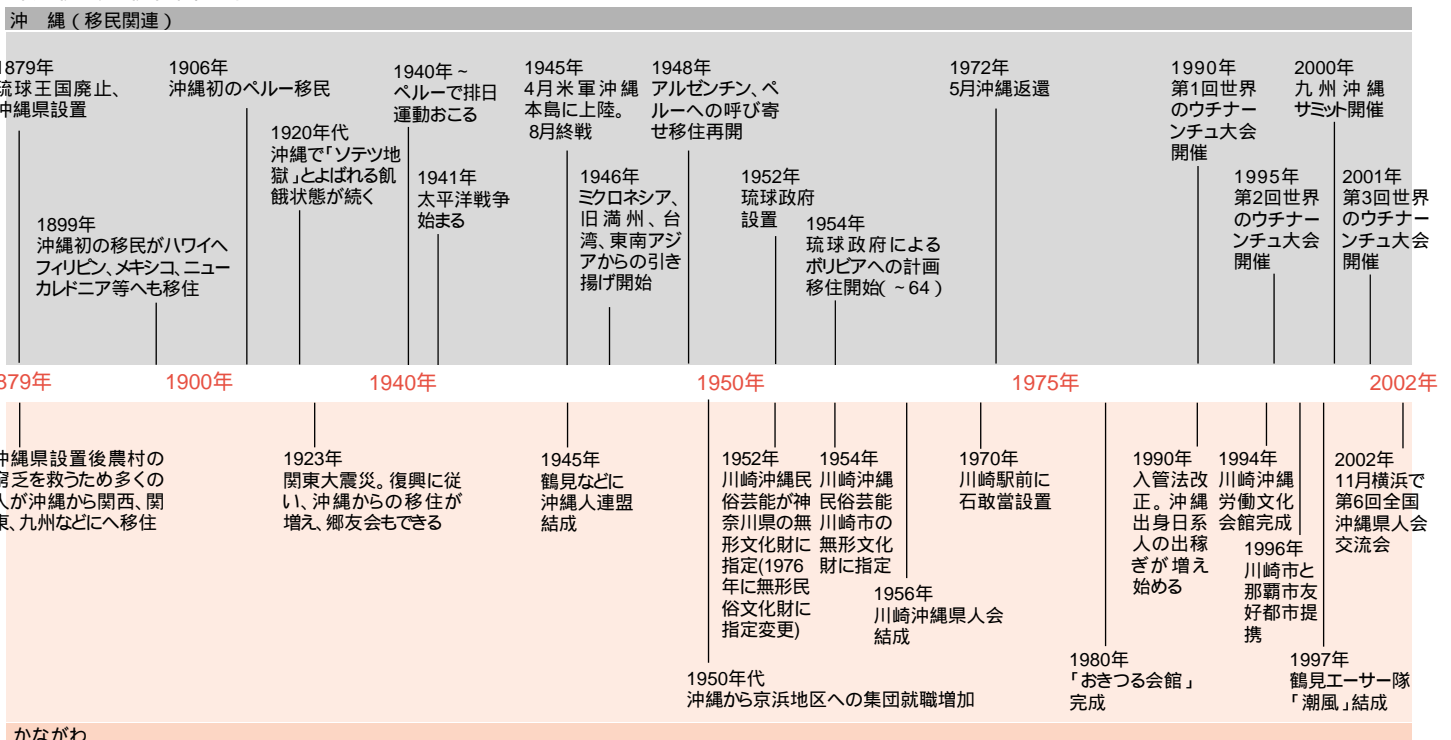 沖　縄(移民関連)
1879年
琉球王国廃止、
沖縄県設置
1899年
沖縄初の移民がハワイへ
フィリピン、メキシコ、ニュー
カレドニア等へも移住
1906年
沖縄初のペルー移民
1920年代
沖縄で「ソテツ地
獄」とよばれる飢
餓状態が続く
1940年~
ペルーで排日
運動おこる
1941年
太平洋戦争
始まる
1945年
4月米軍沖縄
本島に上陸。
8月終戦
1946年
ミクロネシア、
旧満州、台
湾、東南アジ
アからの引き
揚げ開始
1948年
アルゼンチン、ペ
ルーへの呼び寄
せ移住再開
1952年
琉球政府
設置
1954年
琉球政府による
ボリビアへの計画
移住開始(~64)
1972年
5月沖縄返還
1990年
第1回世界
のウチナー
ンチュ大会
開催
1995年
第2回世界
のウチナー
ンチュ大会
開催
2000年
九州沖縄
サミット開催
2001年
第3回世界
のウチナー
ンチュ大会
開催
879年 1900年 1940年 1950年 1975年 2002年
沖縄県設置後農村の
窮乏を救うため多くの
人が沖縄から関西、関
東、九州などにへ移住
1923年
関東大震災。復興に従
い、沖縄からの移住が
増え、郷友会もできる
1945年
鶴見などに
沖縄人連盟
結成
1950年代
沖縄から京浜地区への集団就職増加
1952年
川崎沖縄民
俗芸能が神
奈川県の無
形文化財に
指定(1976
年に無形民
俗文化財に
指定変更)
1954年
川崎沖縄
民俗芸能
川崎市の
無形文化
財に指定
1956年
川崎沖縄県人会
結成
1970年
川崎駅前に
石敢當設置
1980年
「おきつる会館」
完成
1990年
入管法改
正。沖縄
出身日系
人の出稼
ぎが増え
始める
1994年
川崎沖縄
労働文化
会館完成
1996年
川崎市と
那覇市友
好都市提
携
1997年
鶴見エーサー隊
「潮風」結成
2002年
11月横浜で
第6回全国
沖縄県人会
交流会
かながわ